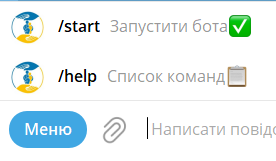 /start Запустити бота✅
/help Список команд📋
Меню Написати повідо